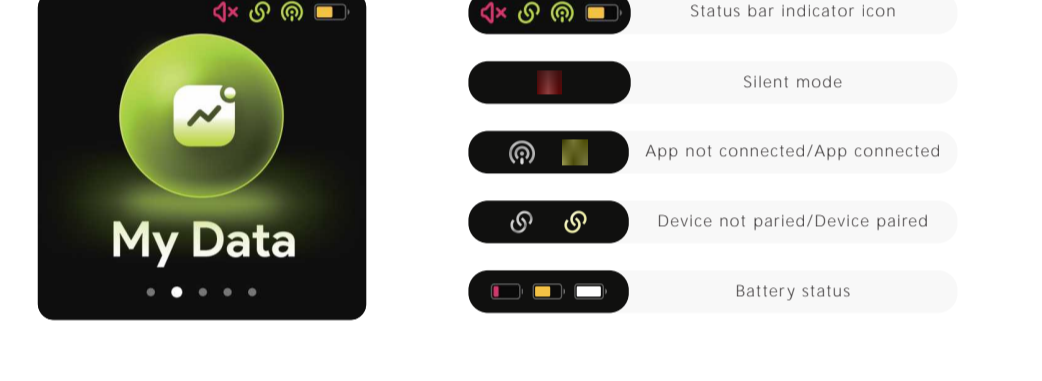 Status bar indicator icon
Silent mode
App not connected/App connected
My Data
Device not paried/Device paired
Battery status